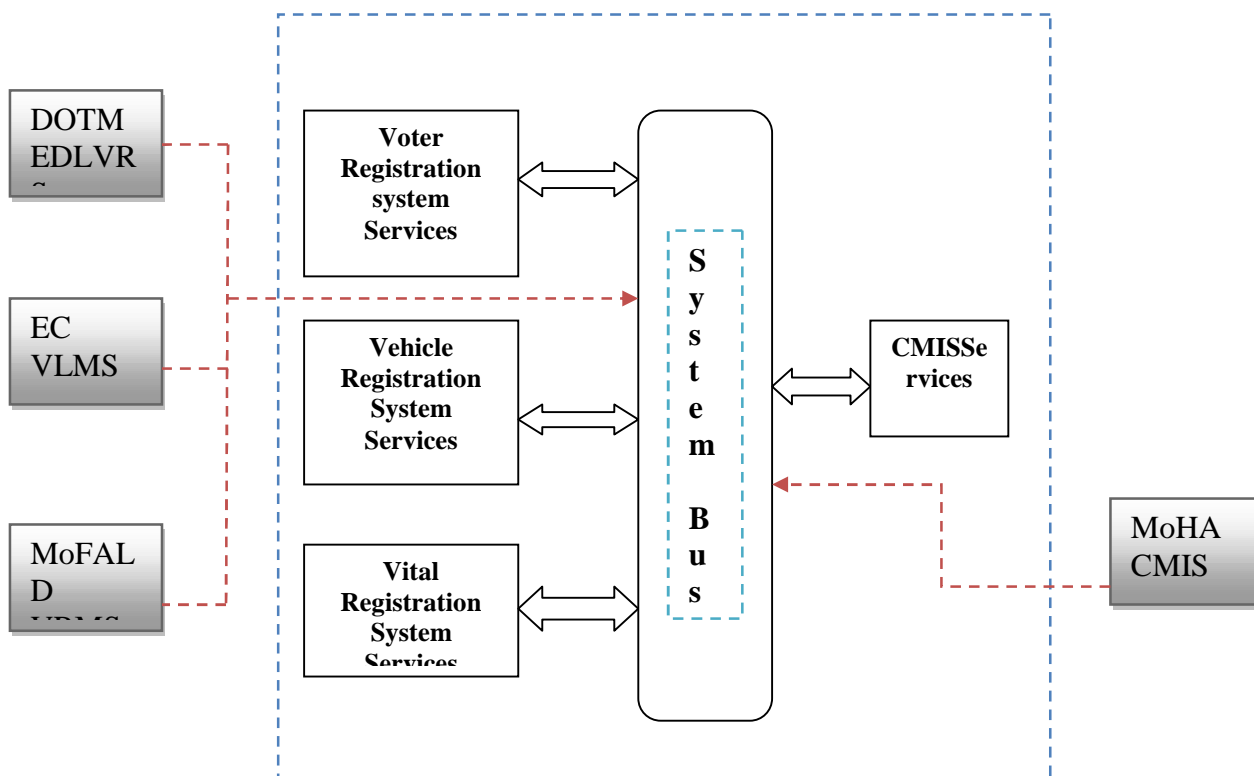 DOTM
EDLVR
EC
VLMS
MoFAL
D
Voter
Registration
system
Services
Vehicle
Registration
System
Services
Vital
Registration
System
Services
S
y
s
t
e
m
B
u
s
CMISSe
rvices
MoHA
CMIS